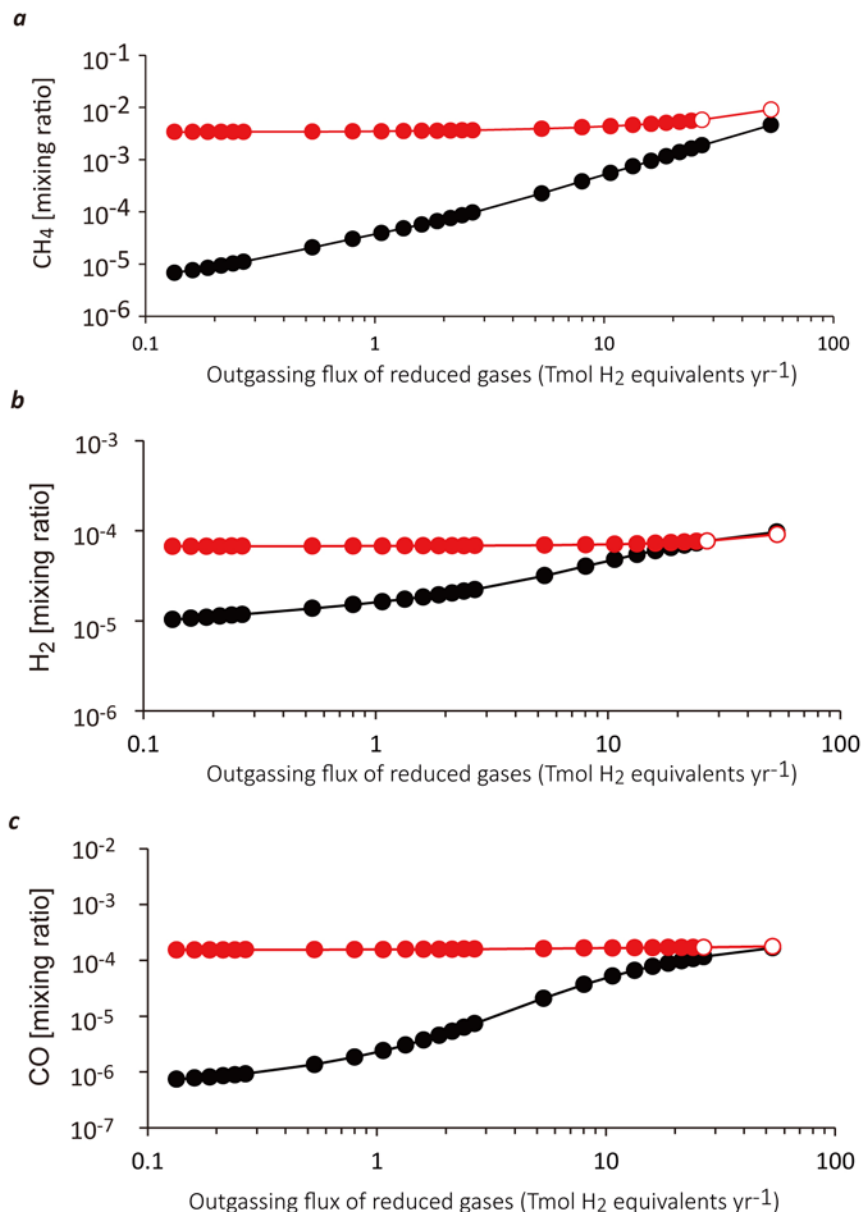 a
CH4 [mixing ratio]
10-1
10-2
10-3
10-4
10-5
10-6
0.1 1 10 100
Outgassing flux of reduced gases (Tmol H2 equivalents yr-1)
b
H2 [mixing ratio]
10-3
10-4
10-5
10-6
0.1 1 10 100
Outgassing flux of reduced gases (Tmol H2 equivalents yr-1)
c
CO [mixing ratio]
10-2
10-3
10-4
10-5
10-6
10-7
0.1 1 10 100
Outgassing flux of reduced gases (Tmol H2 equivalents yr-1)